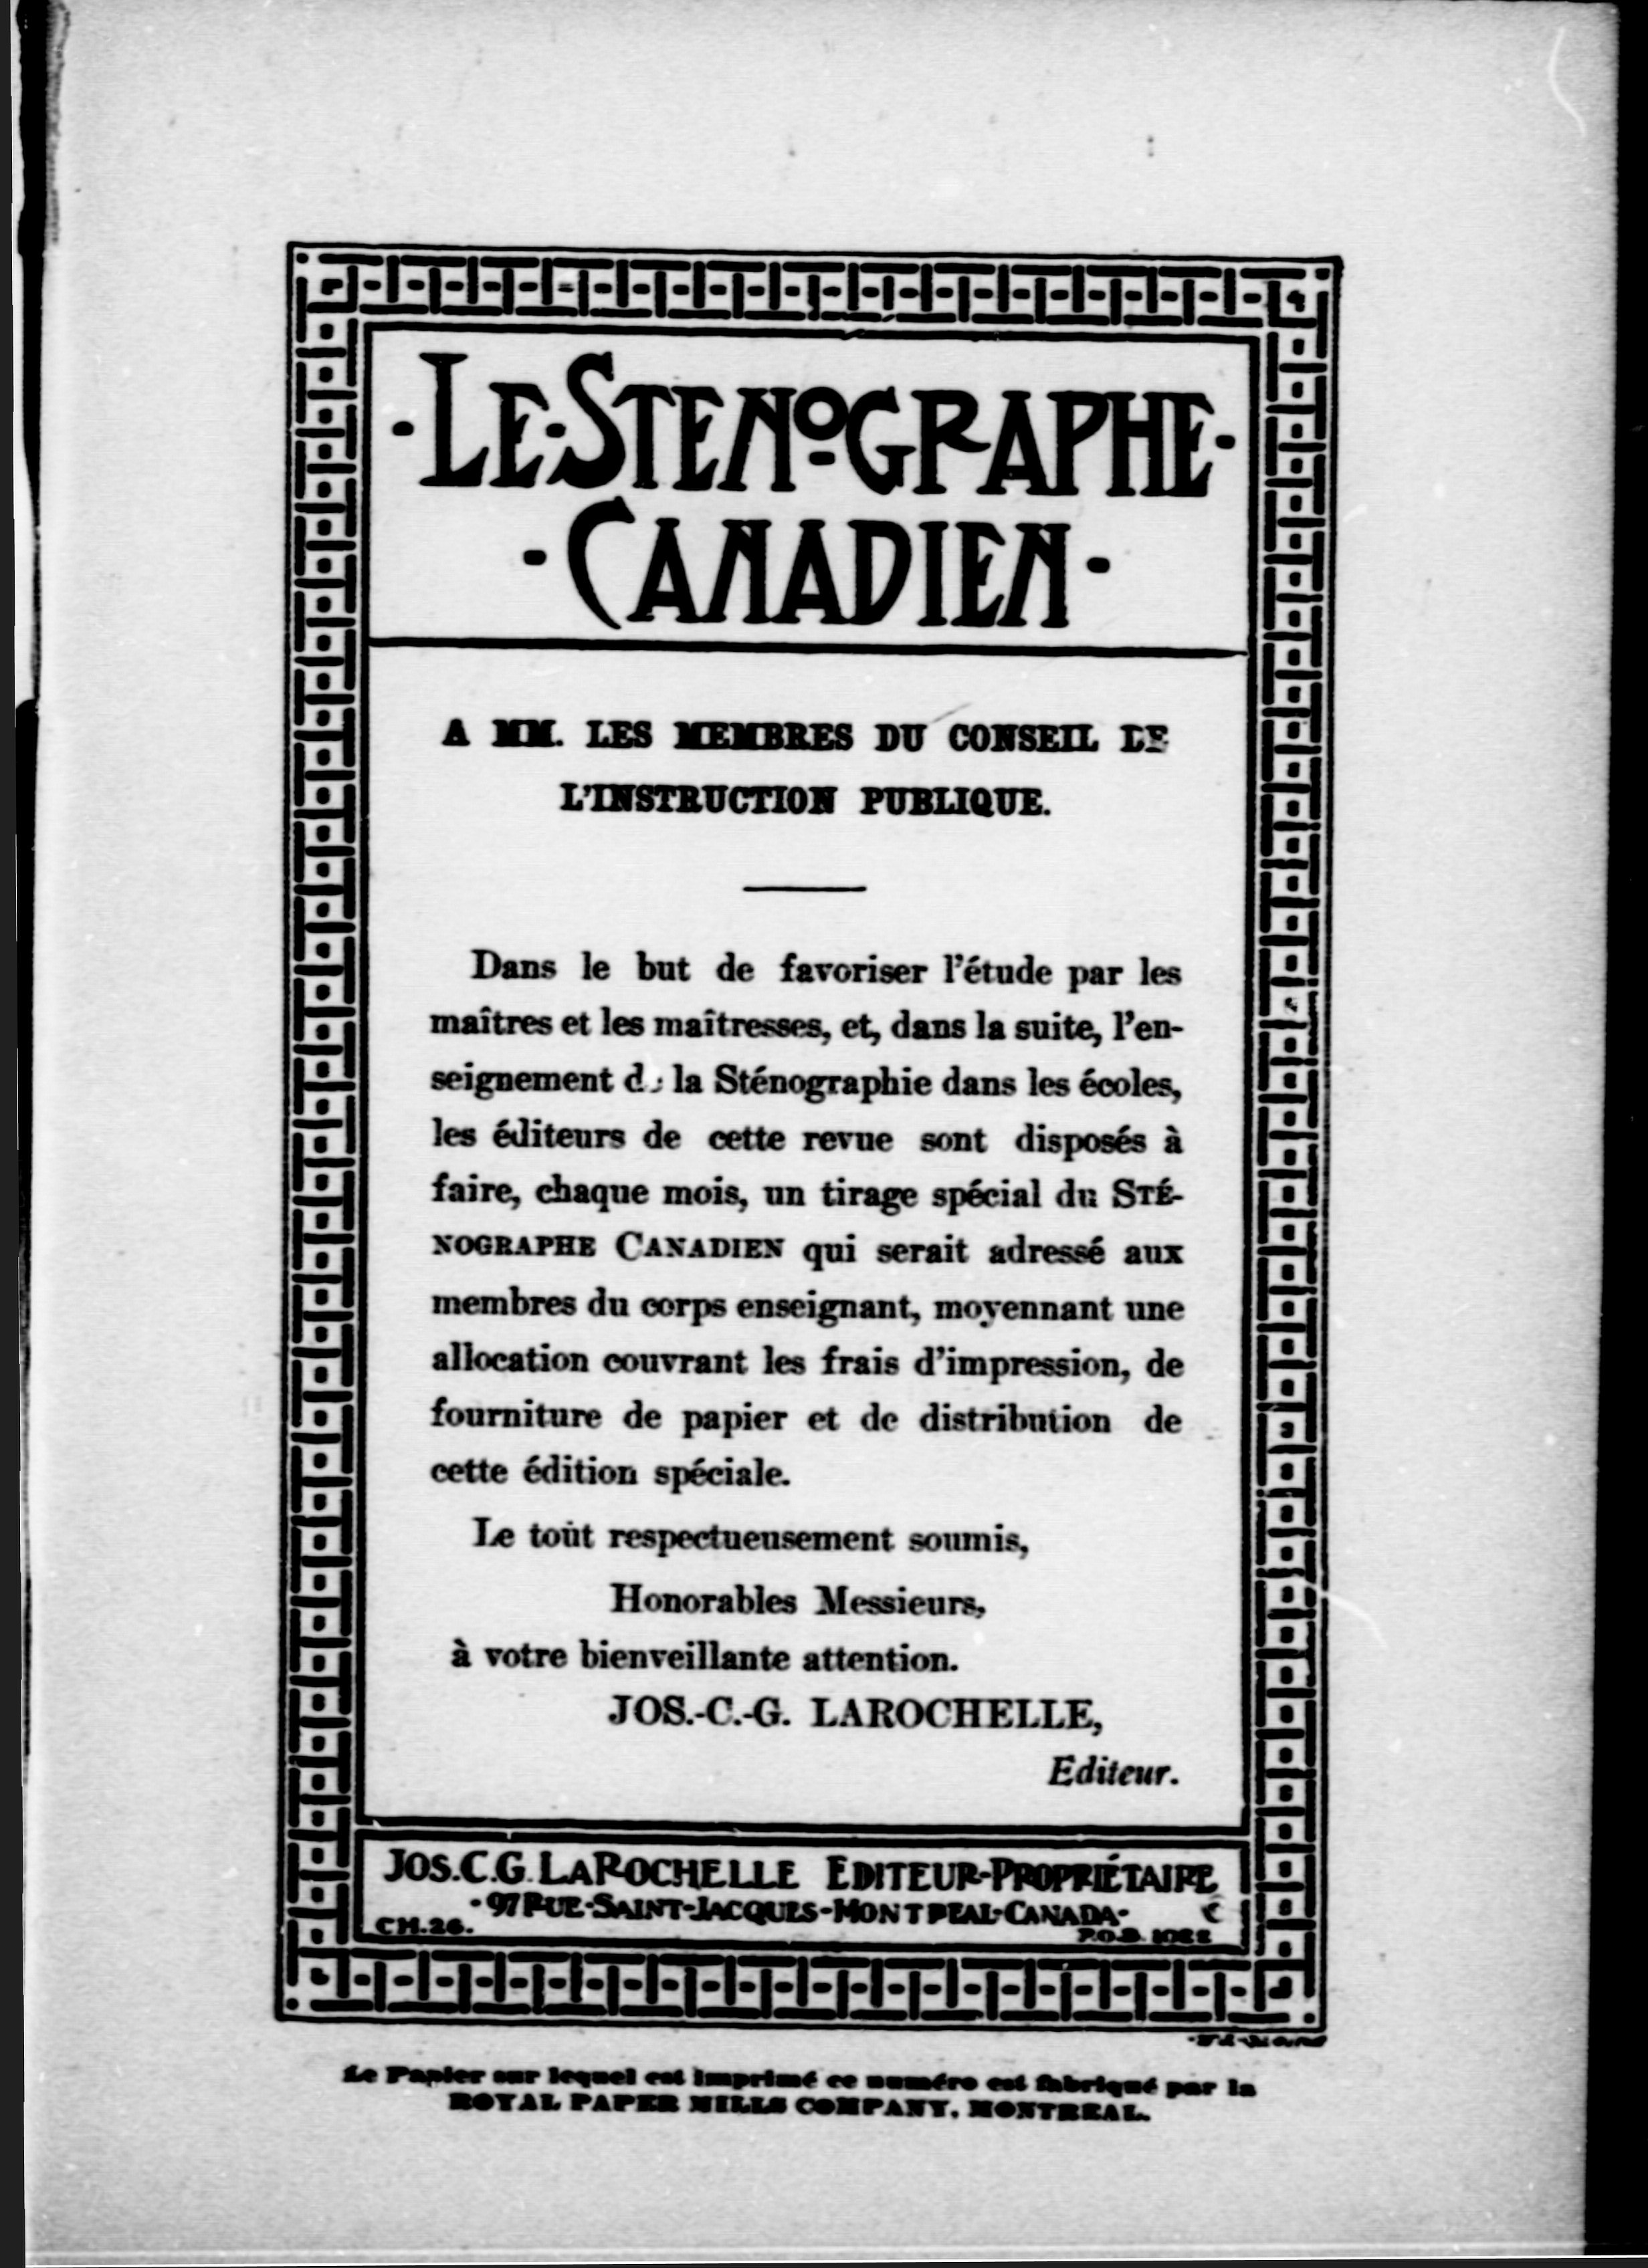 ·LE·STENOGRAPHE·
·CANADIEN·
A MM. LES MEMBRES DU CONSEIL DE
L'INSTRUCTION PUBLIQUE.
Dans le but de favoriser l'étude par les
maîtres et les maîtresses, et, dans la suite, l'en-
seignement de la Sténographie dans les écoles,
les éditeurs de cette revue sont disposés à
faire, chaque mois, un tirage spécial du STÉ-
NOGRAPHE CANADIEN qui serait adressé aux
membres du corps enseignant, moyennant une
allocation couvrant les frais d'impression, de
fourniture de papier et de distribution de
cette édition spéciale.
Le tout respectueusement soumis,
Honorables Messieurs,
à votre bienveillante attention.
JOS.-C.-G. LAROCHELLE,
Editeur.
JOS.C.G. LAROCHELLE EDITEUR-PROPRIÉTAIRE
·97 RUE·SAINT-JACQUES-MONTREAL-CANADA-
CH.26.
P.O.B.
Le Papier sur lequel est imprimé ce numéro est fabriqué par la
ROYAL PAPER MILLS COMPANY, MONTREAL.